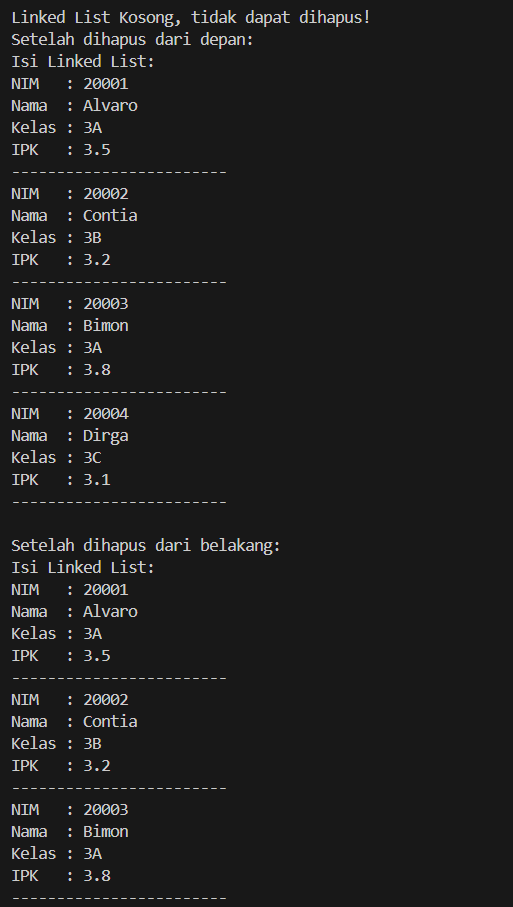 Linked List Kosong, tidak dapat dihapus!
Setelah dihapus dari depan:
Isi Linked List:
NIM   : 20001
Nama  : Alvaro
Kelas : 3A
IPK   : 3.5
------------------------
NIM   : 20002
Nama  : Contia
Kelas : 3B
IPK   : 3.2
------------------------
NIM   : 20003
Nama  : Bimon
Kelas : 3A
IPK   : 3.8
------------------------
NIM   : 20004
Nama  : Dirga
Kelas : 3C
IPK   : 3.1
------------------------

Setelah dihapus dari belakang:
Isi Linked List:
NIM   : 20001
Nama  : Alvaro
Kelas : 3A
IPK   : 3.5
------------------------
NIM   : 20002
Nama  : Contia
Kelas : 3B
IPK   : 3.2
------------------------
NIM   : 20003
Nama  : Bimon
Kelas : 3A
IPK   : 3.8
------------------------